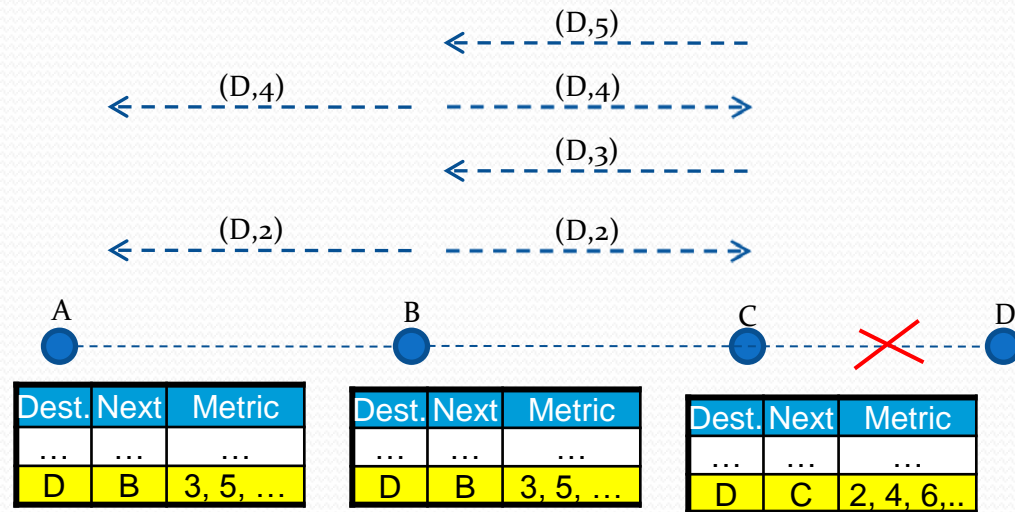 (D,5)
(D,4) (D,4)
(D,3)
(D,2) (D,2)
A B C D
Dest. Next Metric
... ... ...
D B 3, 5, ...
Dest. Next Metric
... ... ...
D B 3, 5, ...
Dest. Next Metric
... ... ...
D C 2, 4, 6,..